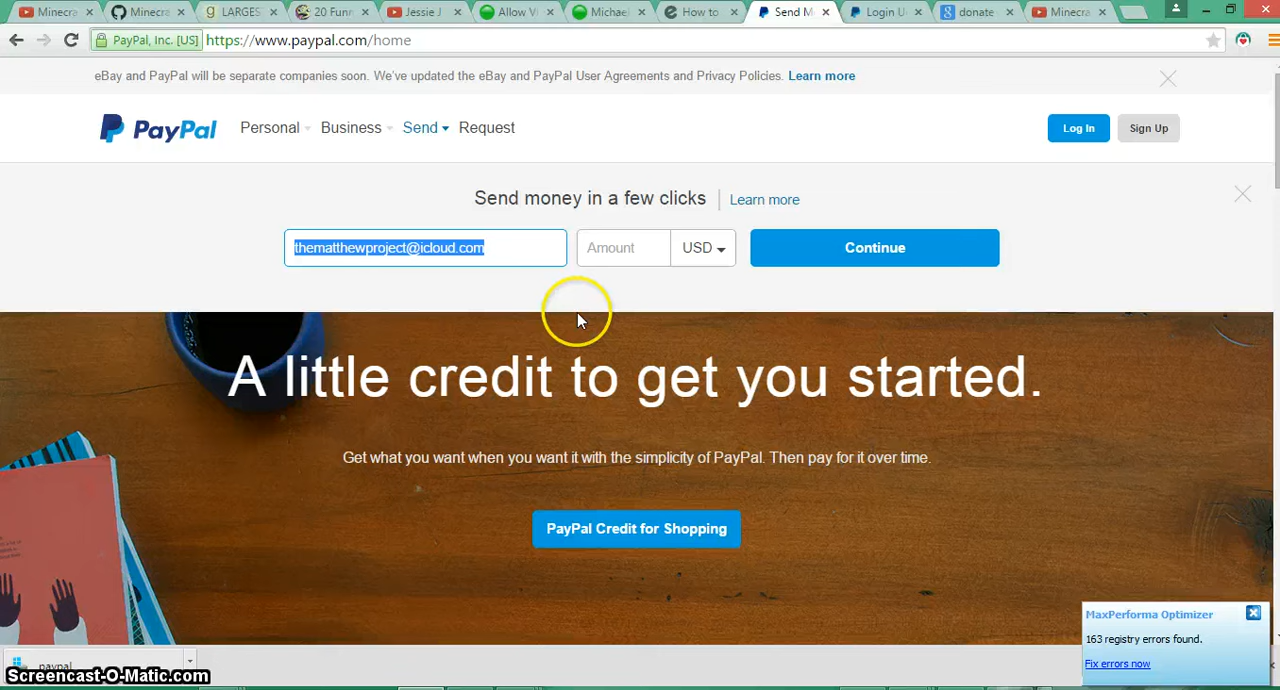 Minecra
Minecra
LARGES
20 Funn
Jessie J
Allow V
Michae
How to
Send M
Login U
donate
Minecra
PayPal, Inc. [US]
https://www.paypal.com/home
eBay and PayPal will be separate companies soon. We've updated the eBay and PayPal User Agreements and Privacy Policies. Learn more
PayPal
Personal
Business
Send
Request
Log In
Sign Up
Send money in a few clicks
Learn more
thematthewproject@icloud.com
Amount
USD
Continue
A little credit to get you started.
Get what you want when you want it with the simplicity of PayPal. Then pay for it over time.
PayPal Credit for Shopping
MaxPerforma Optimizer
163 registry errors found.
Fix errors now
paypal
Screencast-O-Matic.com